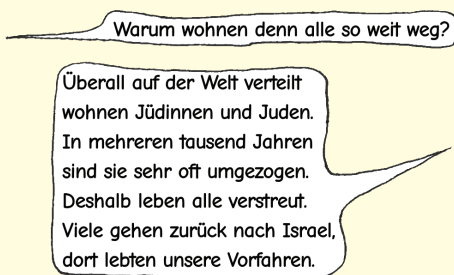 Warum wohnen denn alle so weit weg?
Überall auf der Welt verteilt
wohnen Jüdinnen und Juden.
In mehreren tausend Jahren
sind sie sehr oft umgezogen.
Deshalb leben alle verstreut.
Viele gehen zurück nach Israel,
dort lebten unsere Vorfahren.